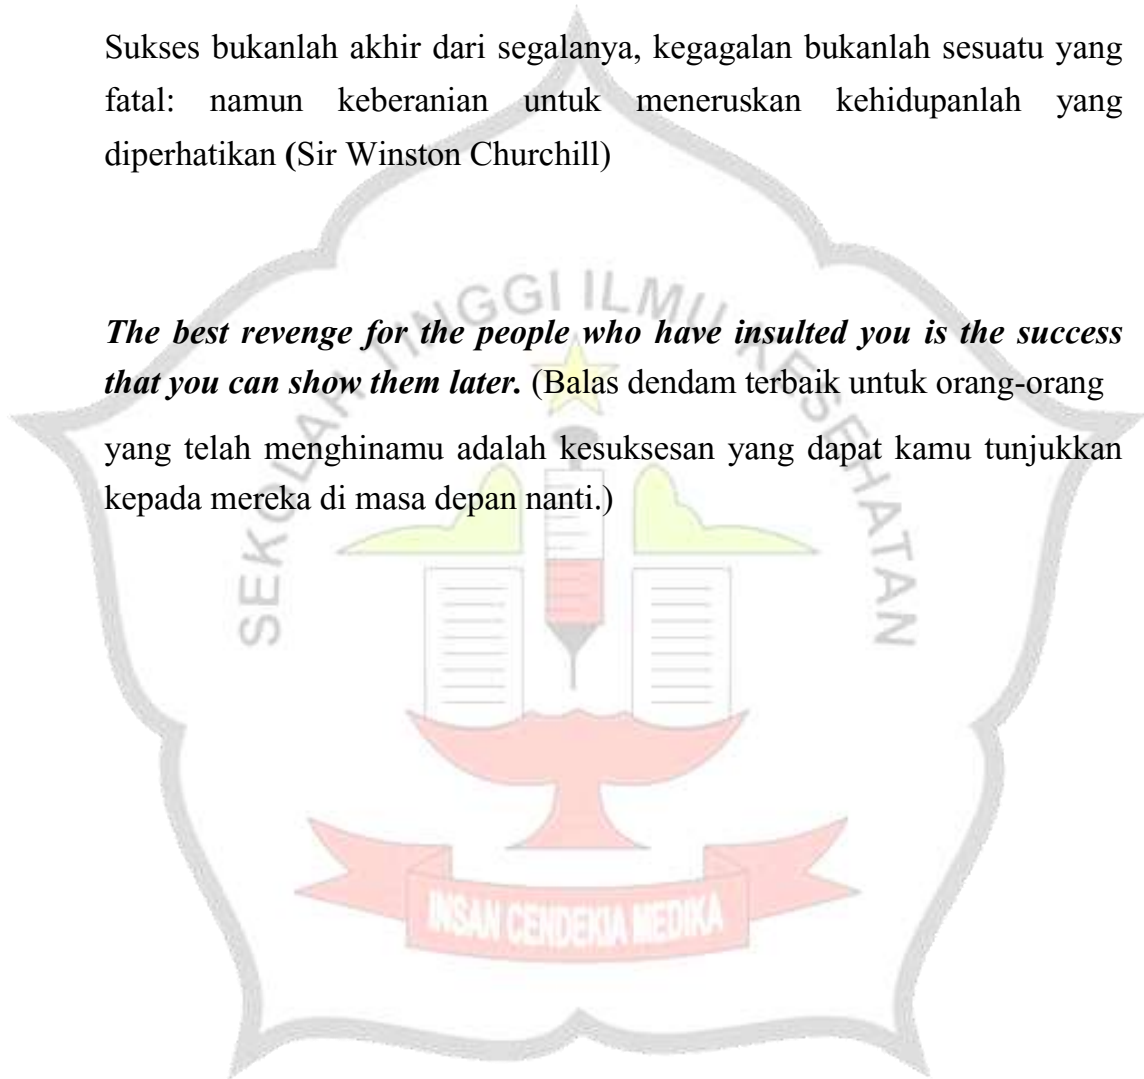 Sukses bukanlah akhir dari segalanya, kegagalan bukanlah sesuatu yang
fatal: namun keberanian untuk meneruskan kehidupanlah yang
diperhatikan (Sir Winston Churchill)
The best revenge for the people who have insulted you is the success
that you can show them later. (Balas dendam terbaik untuk orang-orang
yang telah menghinamu adalah kesuksesan yang dapat kamu tunjukkan
kepada mereka di masa depan nanti.)
SEKOLAH TINGGI ILMU KESEHATAN
INSAN CENDEKIA MEDIKA